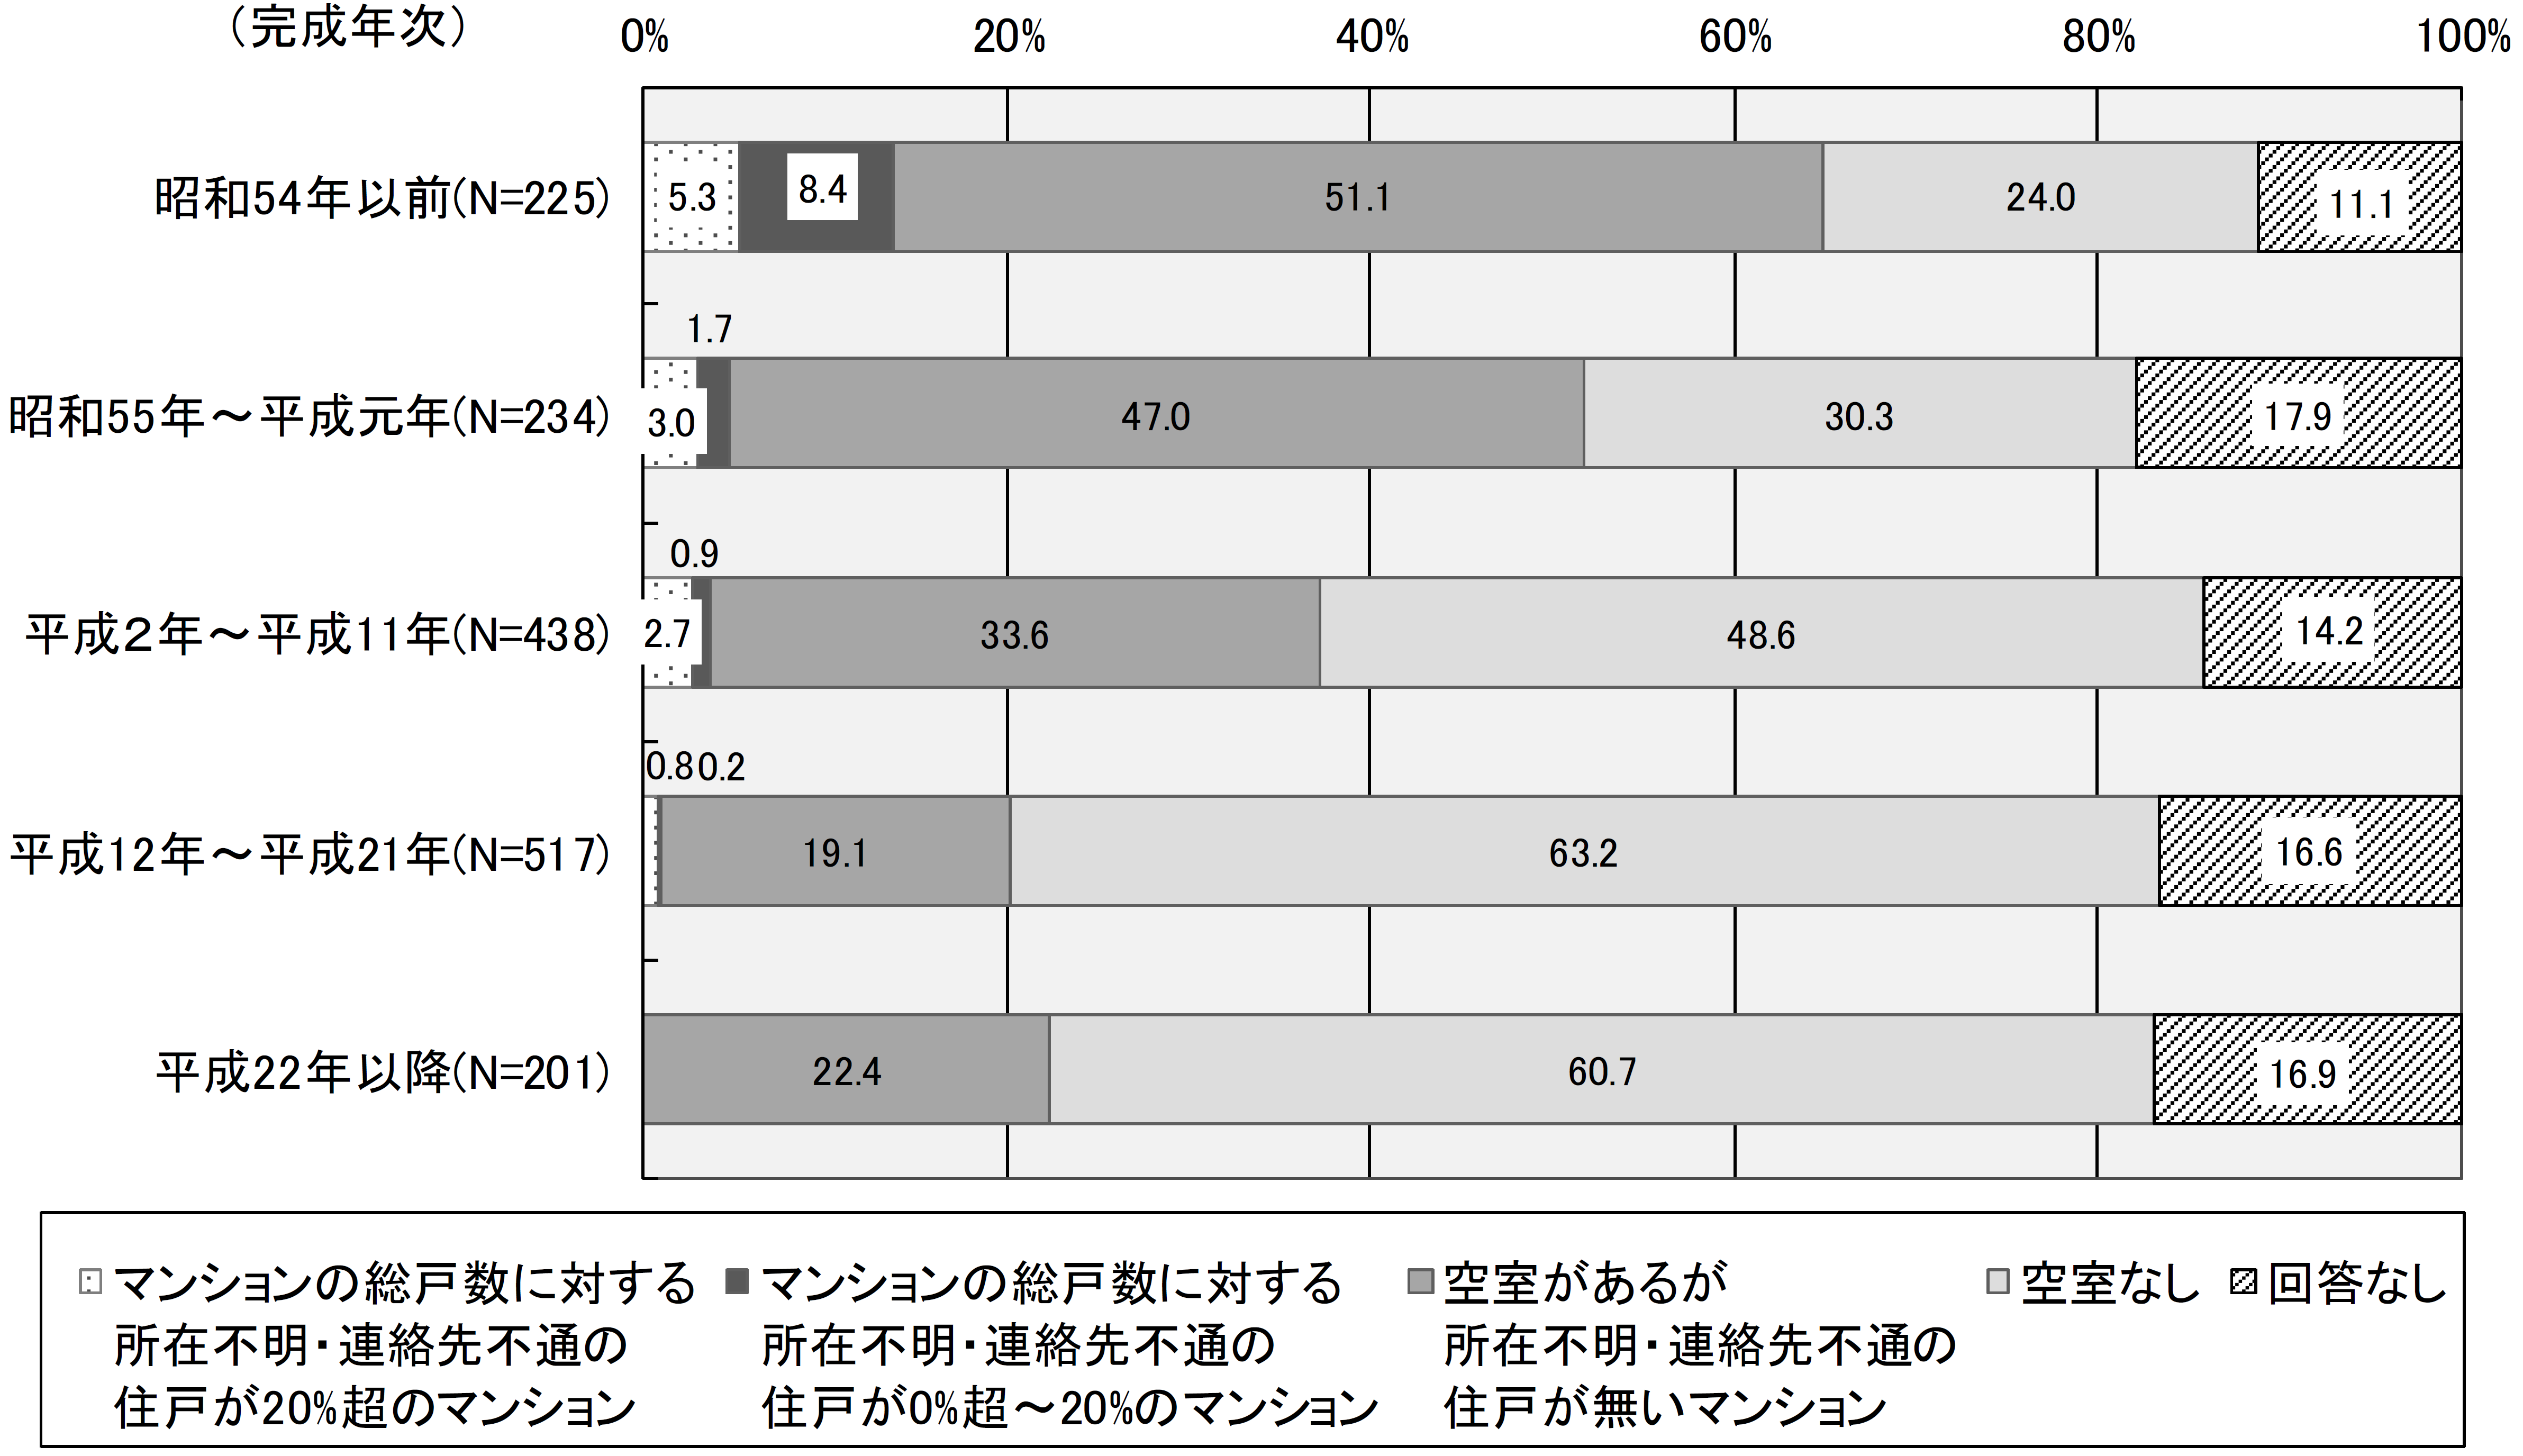 （完成年次）
0% 20% 40% 60% 80% 100%
昭和54年以前(N=225) 5.3 8.4 51.1 24.0 11.1
1.7
昭和55年～平成元年(N=234) 3.0 47.0 30.3 17.9
0.9
平成２年～平成11年(N=438) 2.7 33.6 48.6 14.2
0.8 0.2
平成12年～平成21年(N=517) 19.1 63.2 16.6
平成22年以降(N=201) 22.4 60.7 16.9
マンションの総戸数に対する
所在不明・連絡先不通の
住戸が20%超のマンション
マンションの総戸数に対する
所在不明・連絡先不通の
住戸が0%超～20%のマンション
空室があるが
所在不明・連絡先不通の
住戸が無いマンション
空室なし
回答なし